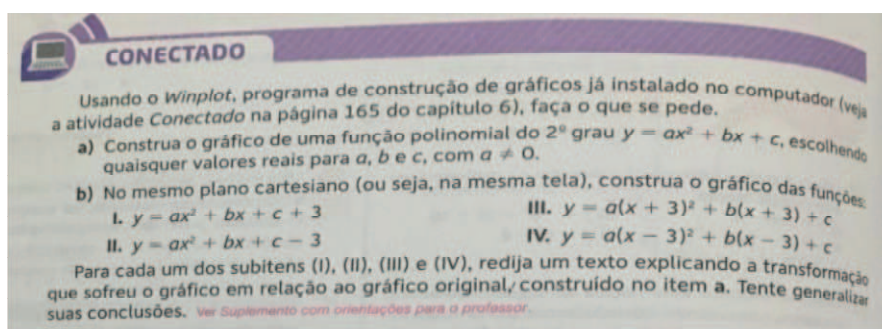 CONECTADO
Usando o Winplot, programa de construção de gráficos já instalado no computador (veja
a atividade Conectado na página 165 do capítulo 6), faça o que se pede.
a) Construa o gráfico de uma função polinomial do 2º grau y = ax² + bx + c, escolhendo
quaisquer valores reais para a, b e c, com a ≠ 0.
b) No mesmo plano cartesiano (ou seja, na mesma tela), construa o gráfico das funções:
I. y = ax² + bx + c + 3
III. y = a(x + 3)² + b(x + 3) + c
II. y = ax² + bx + c − 3
IV. y = a(x − 3)² + b(x − 3) + c
Para cada um dos subitens (I), (II), (III) e (IV), redija um texto explicando a transformação
que sofreu o gráfico em relação ao gráfico original, construído no item a. Tente generalizar
suas conclusões. Ver Suplemento com orientações para o professor.